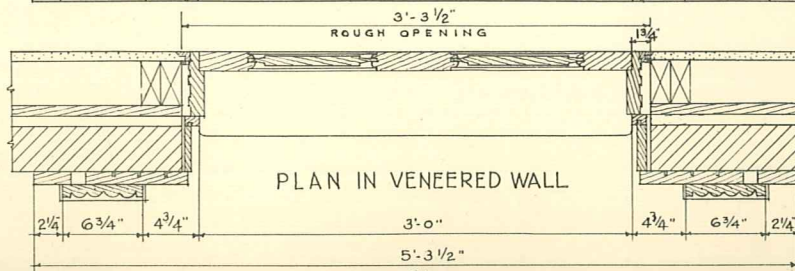 3'-3 1/2"
ROUGH OPENING
1 3/4"
PLAN IN VENEERED WALL
2 1/4" 6 3/4" 4 3/4" 3'-0" 4 3/4" 6 3/4" 2 1/4"
5'-3 1/2"